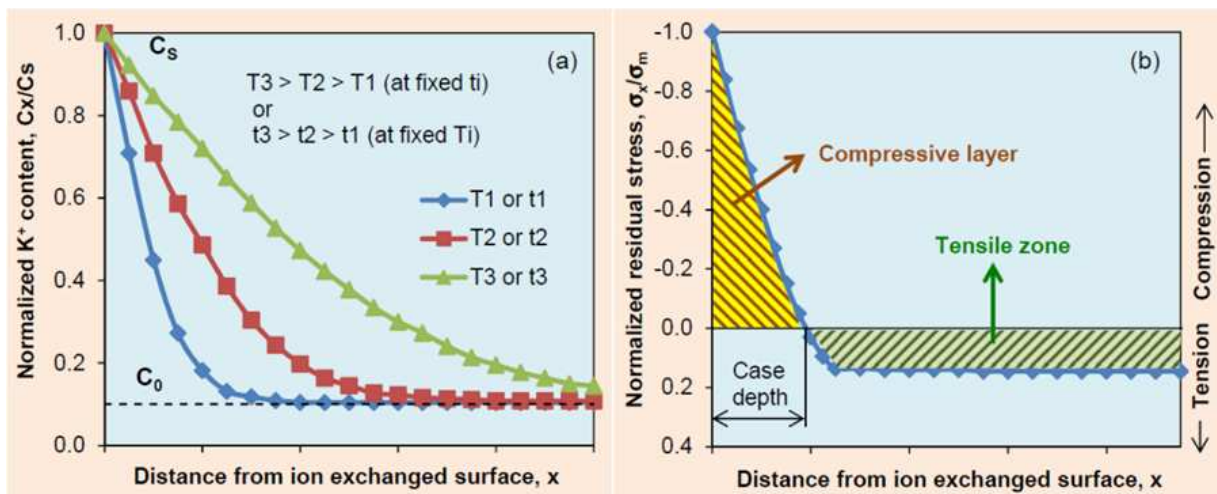 (a)
Normalized K⁺ content, Cx/Cs
1.0
0.8
0.6
0.4
0.2
0.0
C_S
T3 > T2 > T1 (at fixed ti)
or
t3 > t2 > t1 (at fixed Ti)
T1 or t1
T2 or t2
T3 or t3
C_0
Distance from ion exchanged surface, x
(b)
Normalized residual stress, σ_x/σ_m
-1.0
-0.8
-0.6
-0.4
-0.2
0.0
0.2
0.4
Compressive layer
Tensile zone
Case
depth
Distance from ion exchanged surface, x
Tension Compression